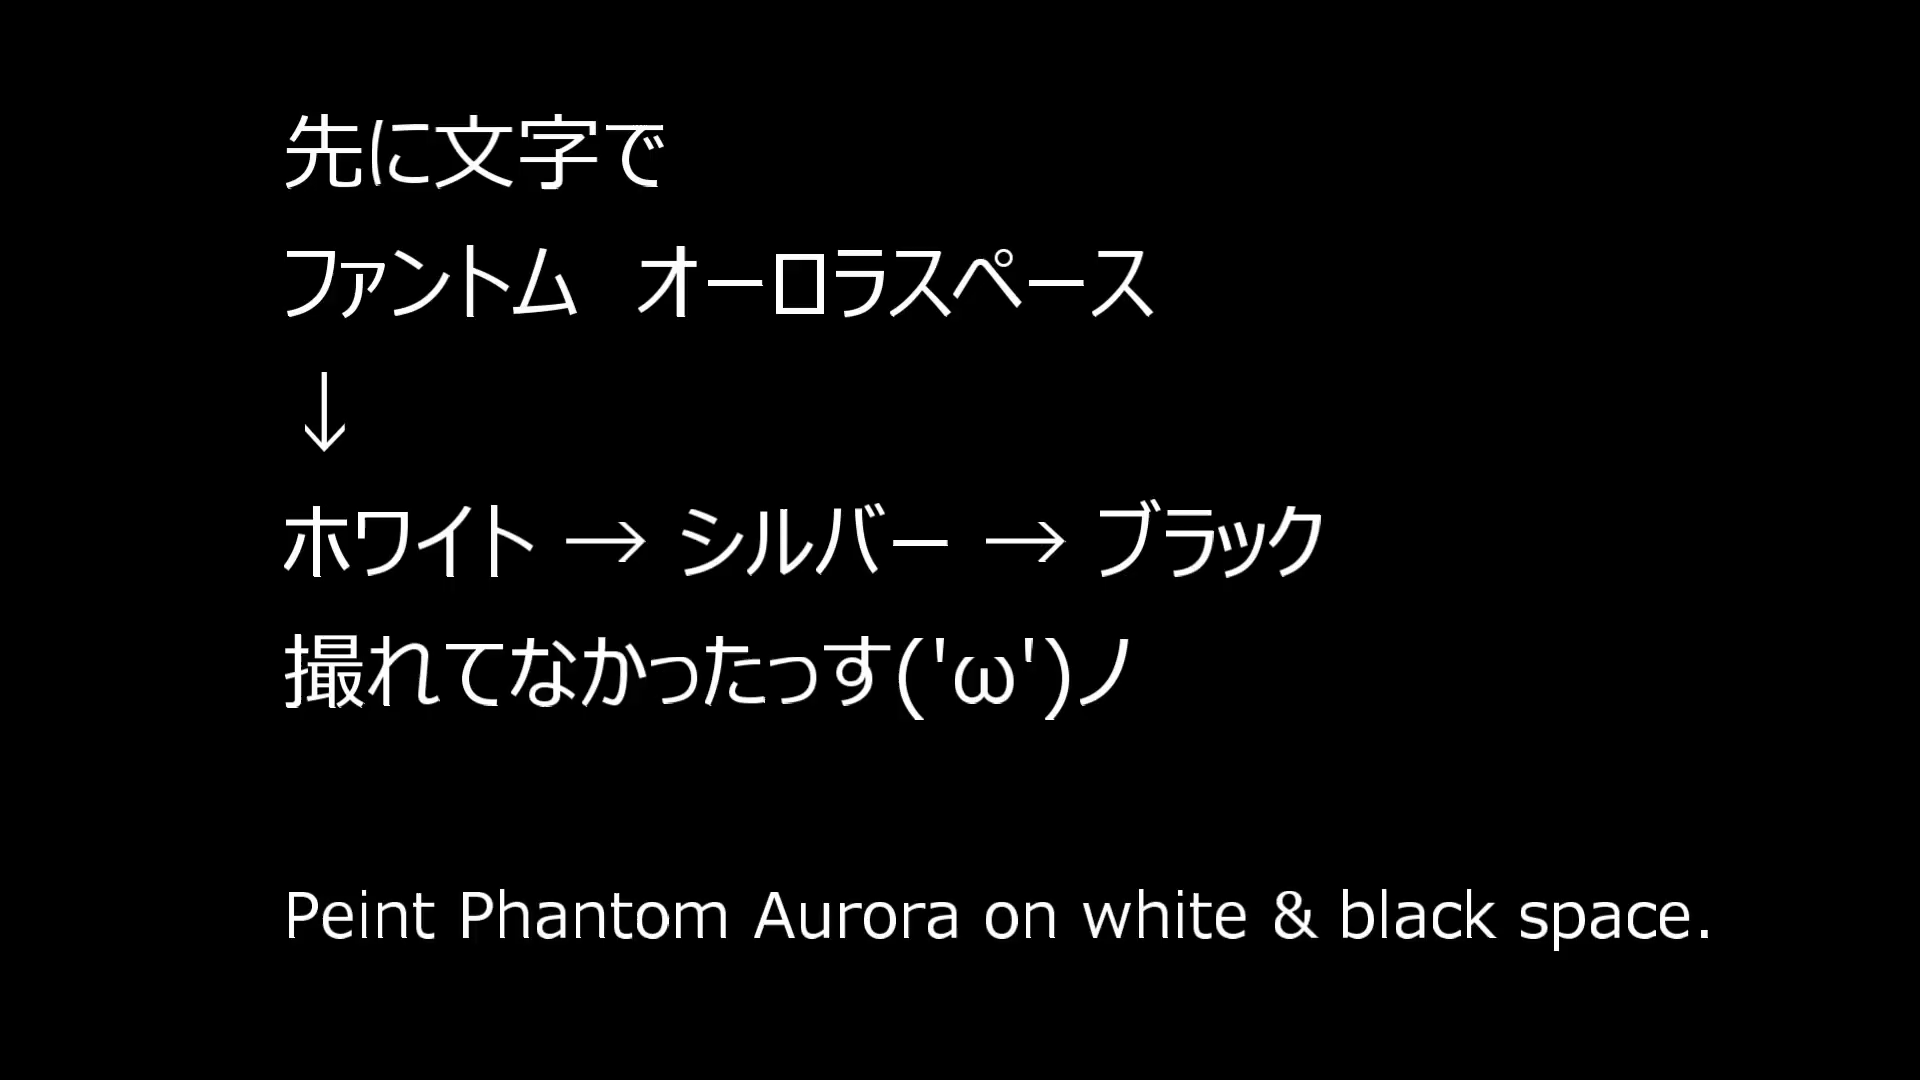 先に文字で
ファントム　オーロラスペース
↓
ホワイト → シルバー → ブラック
撮れてなかったっす('ω')ノ
Peint Phantom Aurora on white & black space.